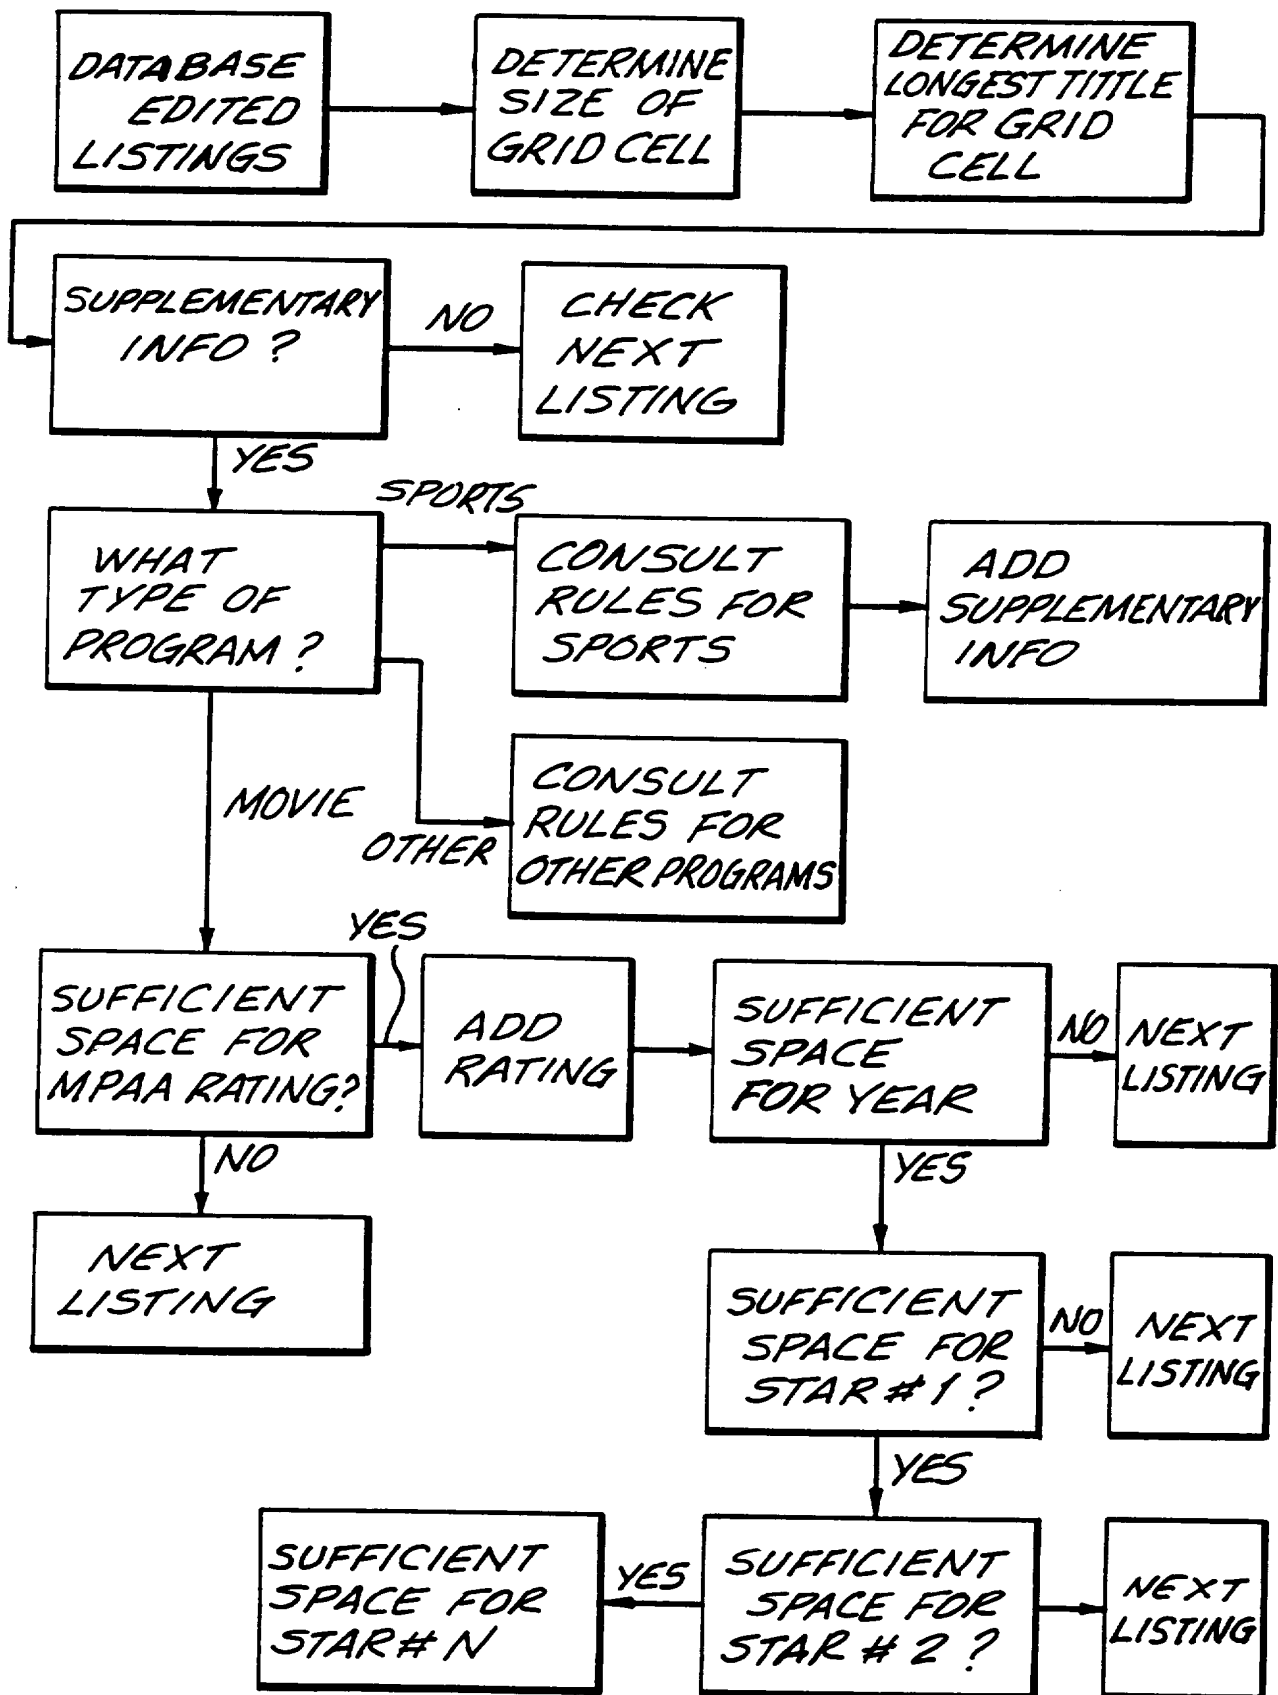 DATABASE
EDITED
LISTINGS
DETERMINE
SIZE OF
GRID CELL
DETERMINE
LONGEST TITTLE
FOR GRID
CELL
SUPPLEMENTARY
INFO ?
NO
CHECK
NEXT
LISTING
YES
WHAT
TYPE OF
PROGRAM ?
SPORTS
CONSULT
RULES FOR
SPORTS
ADD
SUPPLEMENTARY
INFO
MOVIE
OTHER
CONSULT
RULES FOR
OTHER PROGRAMS
SUFFICIENT
SPACE FOR
MPAA RATING?
YES
ADD
RATING
SUFFICIENT
SPACE
FOR YEAR
NO
NEXT
LISTING
NO
NEXT
LISTING
YES
SUFFICIENT
SPACE FOR
STAR # 1 ?
NO
NEXT
LISTING
YES
SUFFICIENT
SPACE FOR
STAR # 2 ?
NEXT
LISTING
YES
SUFFICIENT
SPACE FOR
STAR # N